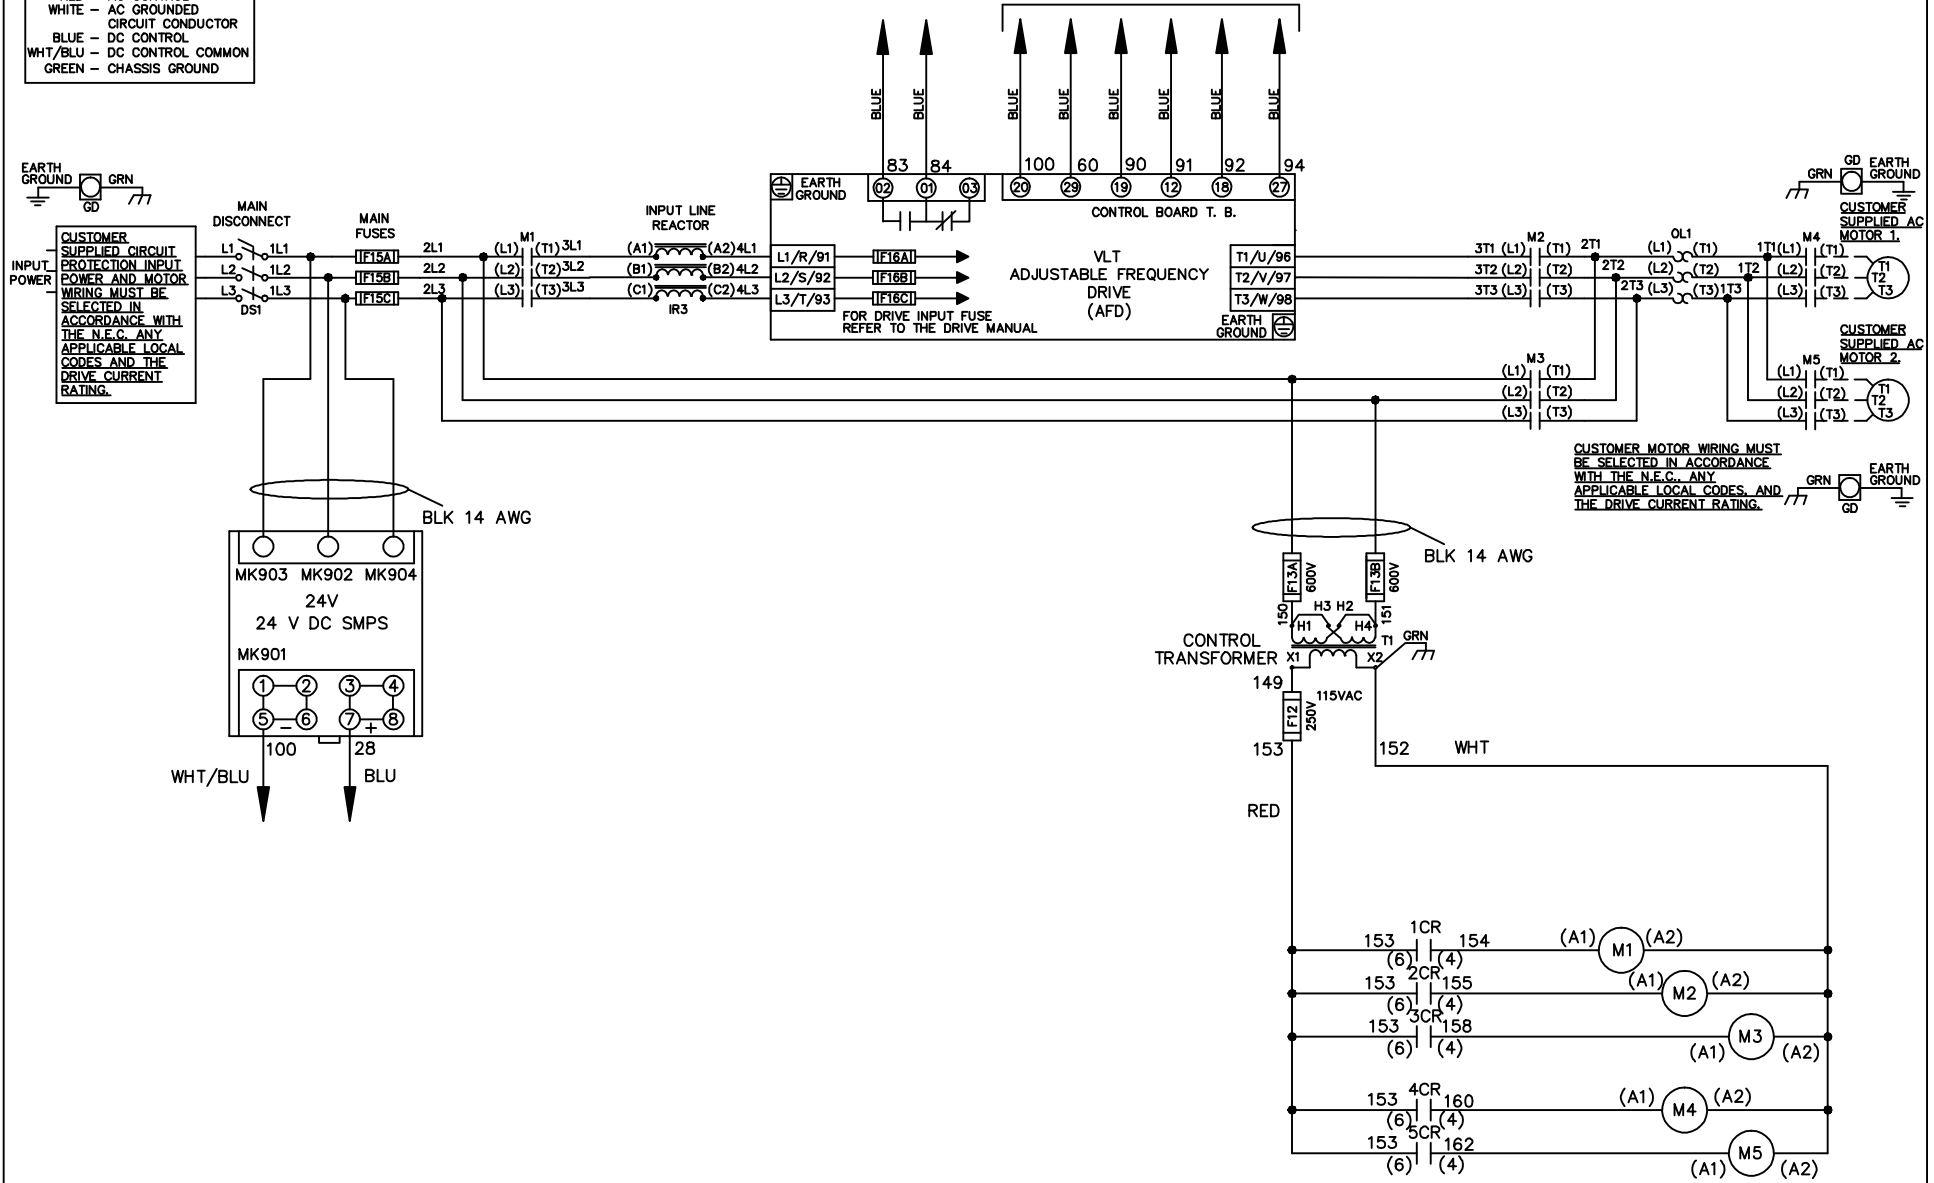 WHITE – AC GROUNDED
CIRCUIT CONDUCTOR
BLUE – DC CONTROL
WHT/BLU – DC CONTROL COMMON
GREEN – CHASSIS GROUND
BLUE BLUE BLUE BLUE BLUE BLUE BLUE BLUE
83 84 100 60 90 91 92 94
EARTH
GROUND
GRN
GD
02 01 03 20 29 19 12 18 27
EARTH
GROUND
CONTROL BOARD T. B.
GD EARTH
GRN GROUND
MAIN
DISCONNECT
MAIN
FUSES
INPUT LINE
REACTOR
INPUT
POWER
CUSTOMER
SUPPLIED CIRCUIT
PROTECTION INPUT
POWER AND MOTOR
WIRING MUST BE
SELECTED IN
ACCORDANCE WITH
THE N.E.C. ANY
APPLICABLE LOCAL
CODES AND THE
DRIVE CURRENT
RATING.
L1 1L1 F15A 2L1 (L1) M1 (T1) 3L1 (A1) (A2) 4L1 L1/R/91 F16A
L2 1L2 F15B 2L2 (L2) (T2) 3L2 (B1) (B2) 4L2 L2/S/92 F16B
L3 1L3 F15C 2L3 (L3) (T3) 3L3 (C1) (C2) 4L3 L3/T/93 F16C
DS1
IR3
VLT
ADJUSTABLE FREQUENCY
DRIVE
(AFD)
FOR DRIVE INPUT FUSE
REFER TO THE DRIVE MANUAL
T1/U/96
T2/V/97
T3/W/98
EARTH
GROUND
M2 OL1 M4
3T1 (L1) (T1) 2T1 (L1) (T1) 1T1 (L1) (T1)
3T2 (L2) (T2) 2T2 (L2) (T2) 1T2 (L2) (T2)
3T3 (L3) (T3) 2T3 (L3) (T3) 1T3 (L3) (T3)
CUSTOMER
SUPPLIED AC
MOTOR 1.
T1
T2
T3
CUSTOMER
SUPPLIED AC
MOTOR 2.
M3
(L1) (T1)
(L2) (T2)
(L3) (T3)
M5
(L1) (T1)
(L2) (T2)
(L3) (T3)
T1
T2
T3
CUSTOMER MOTOR WIRING MUST
BE SELECTED IN ACCORDANCE
WITH THE N.E.C., ANY
APPLICABLE LOCAL CODES, AND
THE DRIVE CURRENT RATING.
GRN
GD
EARTH
GROUND
BLK 14 AWG
MK903 MK902 MK904
24V
24 V DC SMPS
MK901
1 2 3 4
5 – 6 7 + 8
100 28
WHT/BLU BLU
BLK 14 AWG
F13A 600V F13B 600V
150 H3 H2 151
H1 H4 T1 GRN
CONTROL
TRANSFORMER
X1 X2
149
115VAC
F12 250V
153 152 WHT
RED
1CR
153 154 (A1) M1 (A2)
(6) (4)
2CR
153 155 (A1) M2 (A2)
(6) (4)
3CR
153 158 M3
(6) (4) (A1) (A2)
4CR
153 160 (A1) M4 (A2)
(6) (4)
5CR
153 162 M5
(6) (4) (A1) (A2)